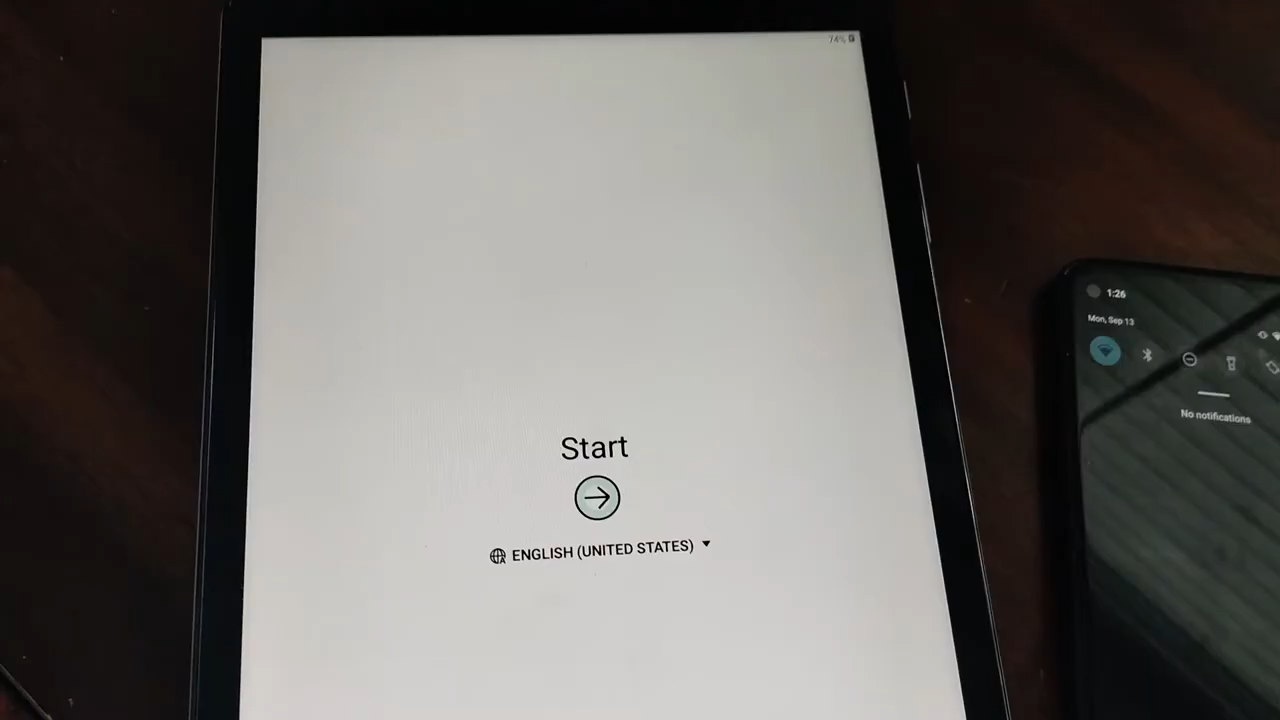 74%
Start
ENGLISH (UNITED STATES)
1:26
Mon, Sep 13
No notifications